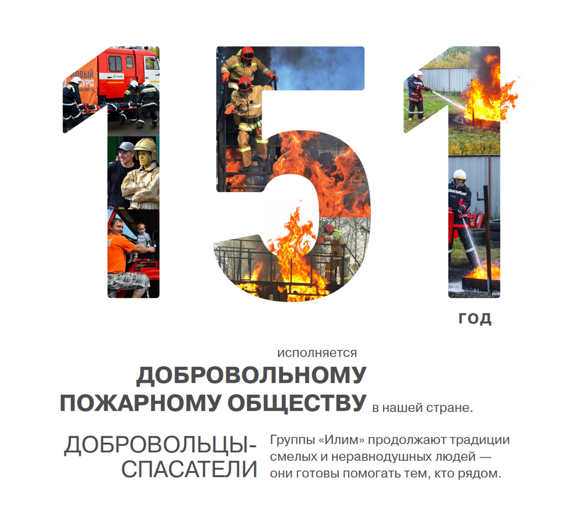 151
ГОД
исполняется
ДОБРОВОЛЬНОМУ
ПОЖАРНОМУ ОБЩЕСТВУ в нашей стране.
ДОБРОВОЛЬЦЫ-
СПАСАТЕЛИ
Группы «Илим» продолжают традиции
смелых и неравнодушных людей —
они готовы помогать тем, кто рядом.